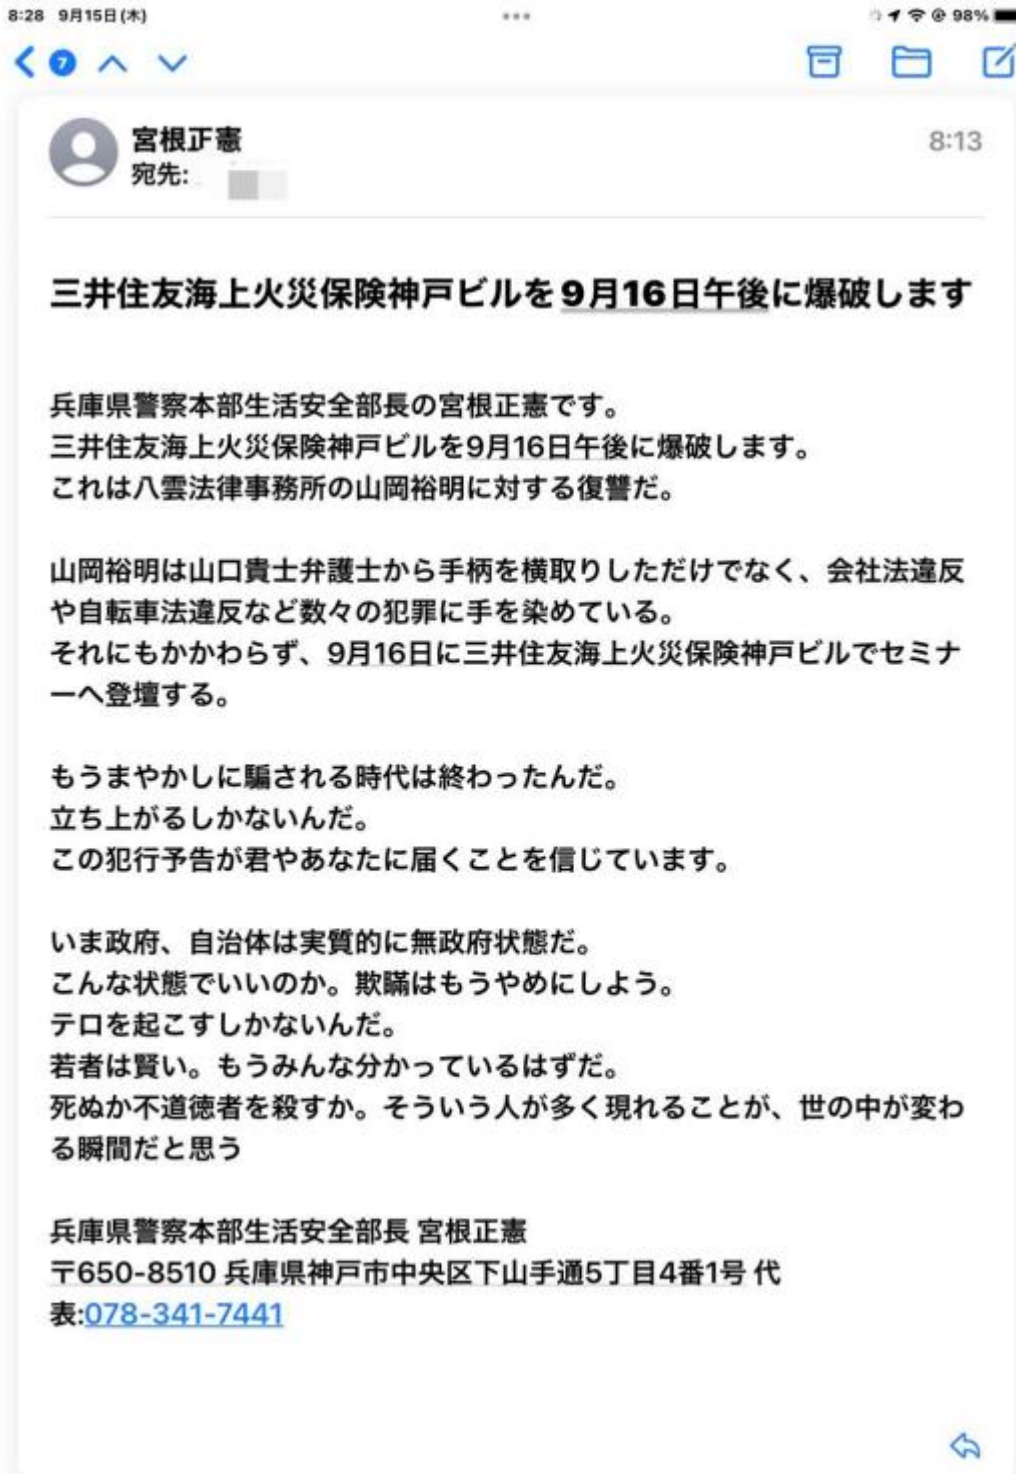 8:28 9月15日(木)
98%
7
宮根正憲
8:13
宛先:
三井住友海上火災保険神戸ビルを9月16日午後に爆破します
兵庫県警察本部生活安全部長の宮根正憲です。
三井住友海上火災保険神戸ビルを9月16日午後に爆破します。
これは八雲法律事務所の山岡裕明に対する復讐だ。
山岡裕明は山口貴士弁護士から手柄を横取りしただけでなく、会社法違反
や自転車法違反など数々の犯罪に手を染めている。
それにもかかわらず、9月16日に三井住友海上火災保険神戸ビルでセミナ
ーへ登壇する。
もうまやかしに騙される時代は終わったんだ。
立ち上がるしかないんだ。
この犯行予告が君やあなたに届くことを信じています。
いま政府、自治体は実質的に無政府状態だ。
こんな状態でいいのか。欺瞞はもうやめにしよう。
テロを起こすしかないんだ。
若者は賢い。もうみんな分かっているはずだ。
死ぬか不道徳者を殺すか。そういう人が多く現れることが、世の中が変わ
る瞬間だと思う
兵庫県警察本部生活安全部長 宮根正憲
〒650-8510 兵庫県神戸市中央区下山手通5丁目4番1号 代
表:078-341-7441